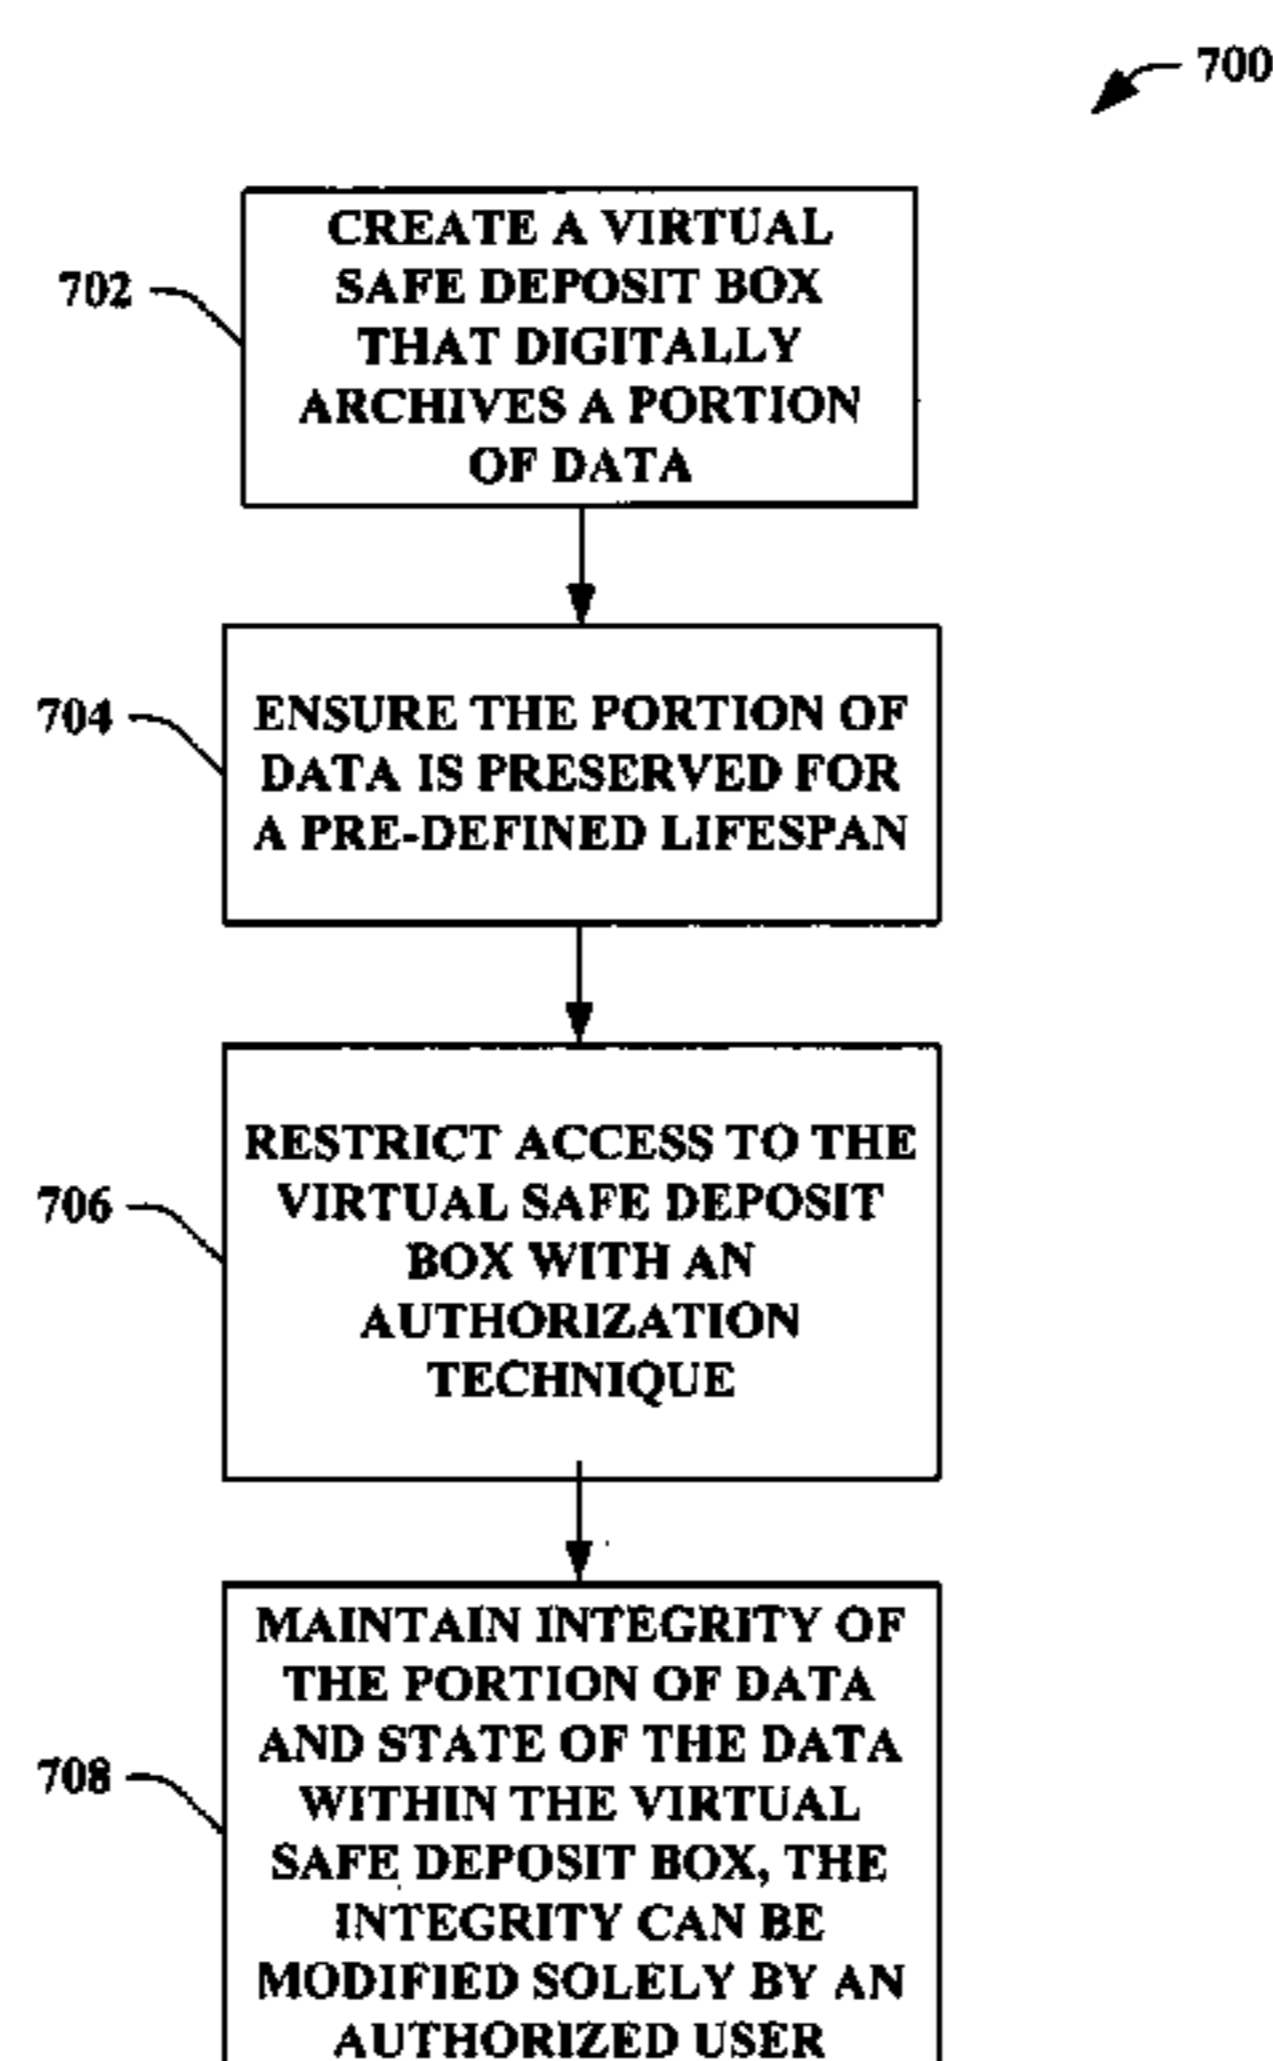 700
702
CREATE A VIRTUAL
SAFE DEPOSIT BOX
THAT DIGITALLY
ARCHIVES A PORTION
OF DATA
704
ENSURE THE PORTION OF
DATA IS PRESERVED FOR
A PRE-DEFINED LIFESPAN
706
RESTRICT ACCESS TO THE
VIRTUAL SAFE DEPOSIT
BOX WITH AN
AUTHORIZATION
TECHNIQUE
708
MAINTAIN INTEGRITY OF
THE PORTION OF DATA
AND STATE OF THE DATA
WITHIN THE VIRTUAL
SAFE DEPOSIT BOX, THE
INTEGRITY CAN BE
MODIFIED SOLELY BY AN
AUTHORIZED USER